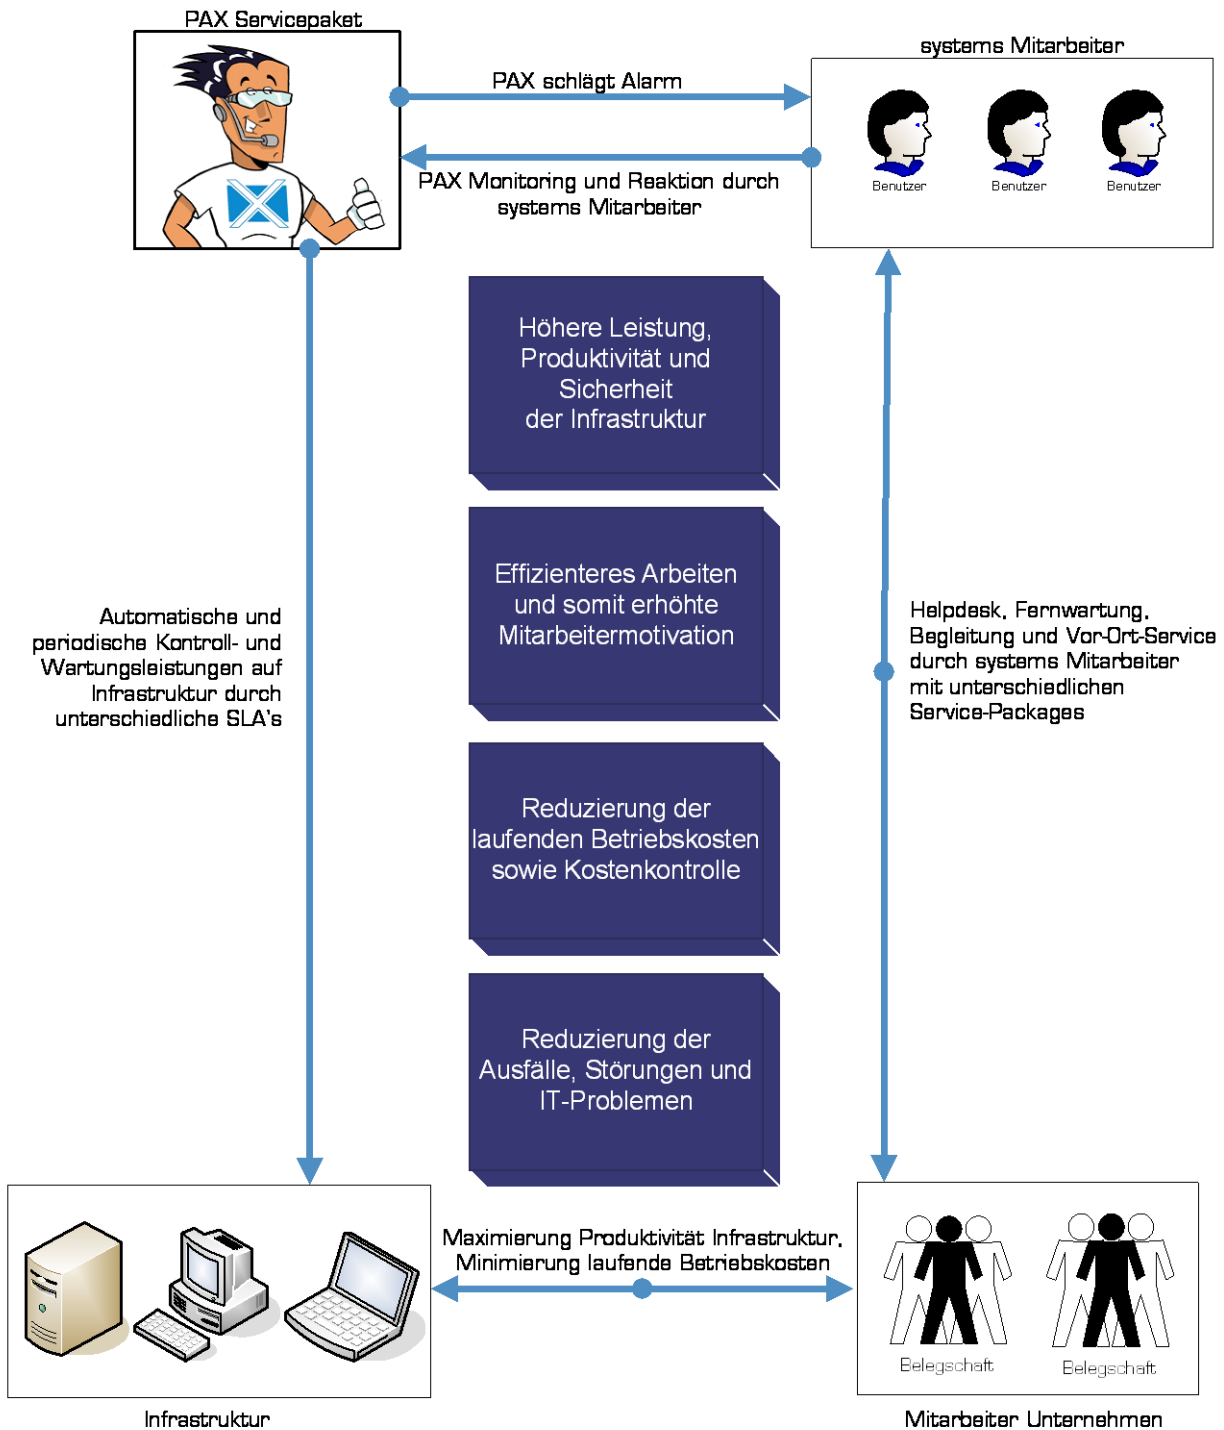 PAX Servicepaket
systems Mitarbeiter
PAX schlägt Alarm
Benutzer
Benutzer
Benutzer
PAX Monitoring und Reaktion durch
systems Mitarbeiter
Höhere Leistung,
Produktivität und
Sicherheit
der Infrastruktur
Effizienteres Arbeiten
und somit erhöhte
Mitarbeitermotivation
Automatische und
periodische Kontroll- und
Wartungsleistungen auf
Infrastruktur durch
unterschiedliche SLA's
Helpdesk, Fernwartung,
Begleitung und Vor-Ort-Service
durch systems Mitarbeiter
mit unterschiedlichen
Service-Packages
Reduzierung der
laufenden Betriebskosten
sowie Kostenkontrolle
Reduzierung der
Ausfälle, Störungen und
IT-Problemen
Maximierung Produktivität Infrastruktur,
Minimierung laufende Betriebskosten
Belegschaft
Belegschaft
Infrastruktur
Mitarbeiter Unternehmen